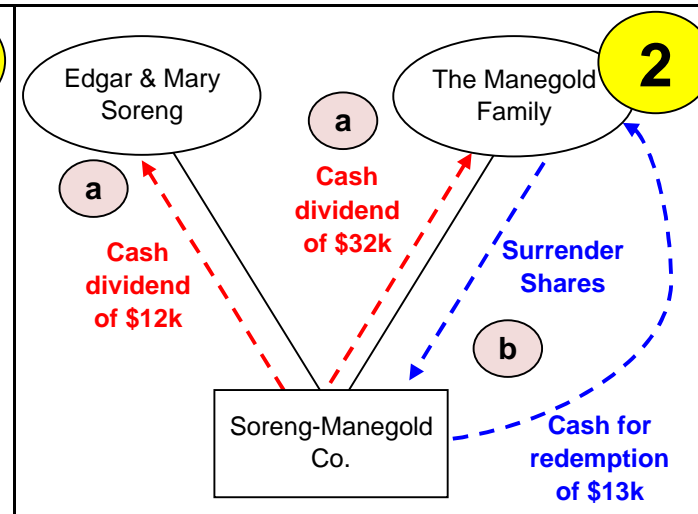 Edgar & Mary
Soreng
The Manegold
Family
2
a
a
Cash
dividend
of $32k
Cash
dividend
of $12k
Surrender
Shares
b
Soreng-Manegold
Co.
Cash for
redemption
of $13k